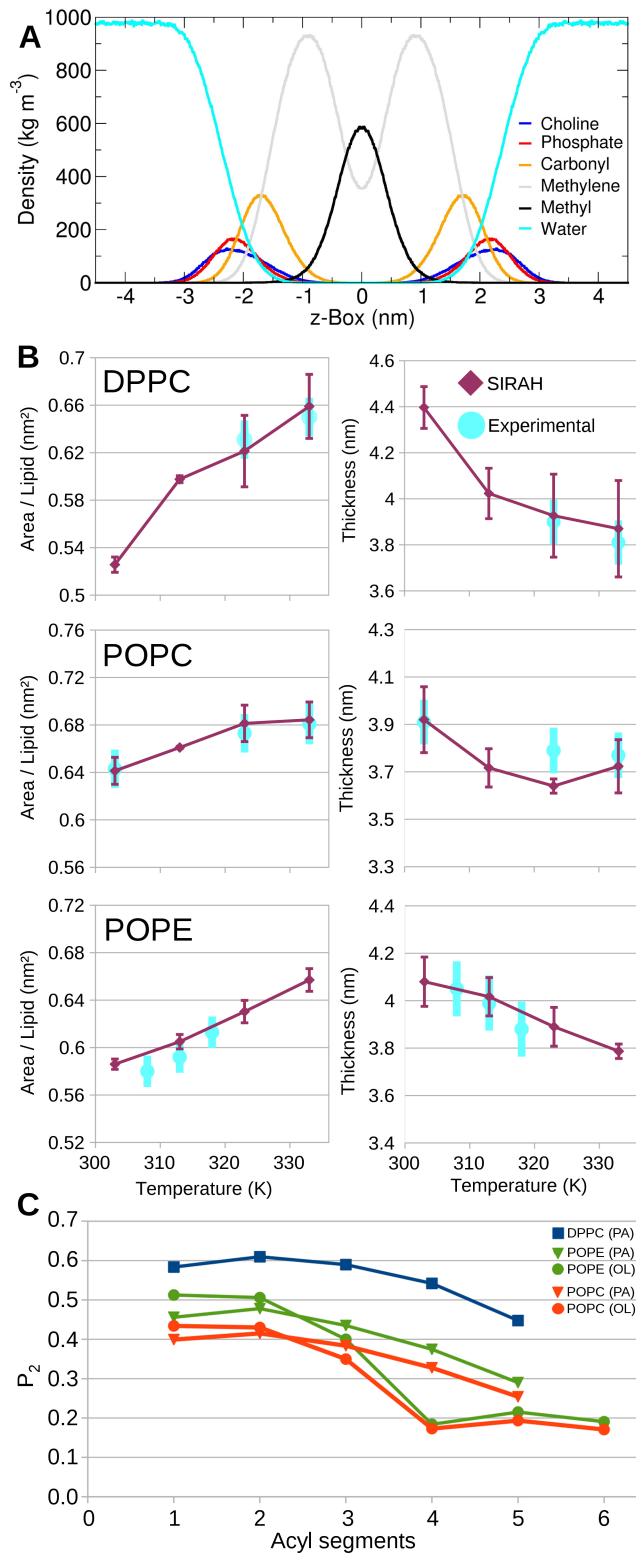 A
1000
800
600
400
200
0
Density (kg m-3)
Choline
Phosphate
Carbonyl
Methylene
Methyl
Water
-4 -3 -2 -1 0 1 2 3 4
z-Box (nm)
B
DPPC
0.7
0.66
0.62
0.58
0.54
0.5
Area / Lipid (nm²)
4.6
4.4
4.2
4
3.8
3.6
Thickness (nm)
SIRAH
Experimental
POPC
0.76
0.72
0.68
0.64
0.6
0.56
Area / Lipid (nm²)
4.3
4.1
3.9
3.7
3.5
3.3
Thickness (nm)
POPE
0.72
0.68
0.64
0.6
0.56
0.52
Area / Lipid (nm²)
300 310 320 330
Temperature (K)
4.4
4.2
4
3.8
3.6
3.4
Thickness (nm)
300 310 320 330
Temperature (K)
C
0.7
0.6
0.5
0.4
0.3
0.2
0.1
0.0
P2
DPPC (PA)
POPE (PA)
POPE (OL)
POPC (PA)
POPC (OL)
0 1 2 3 4 5 6
Acyl segments